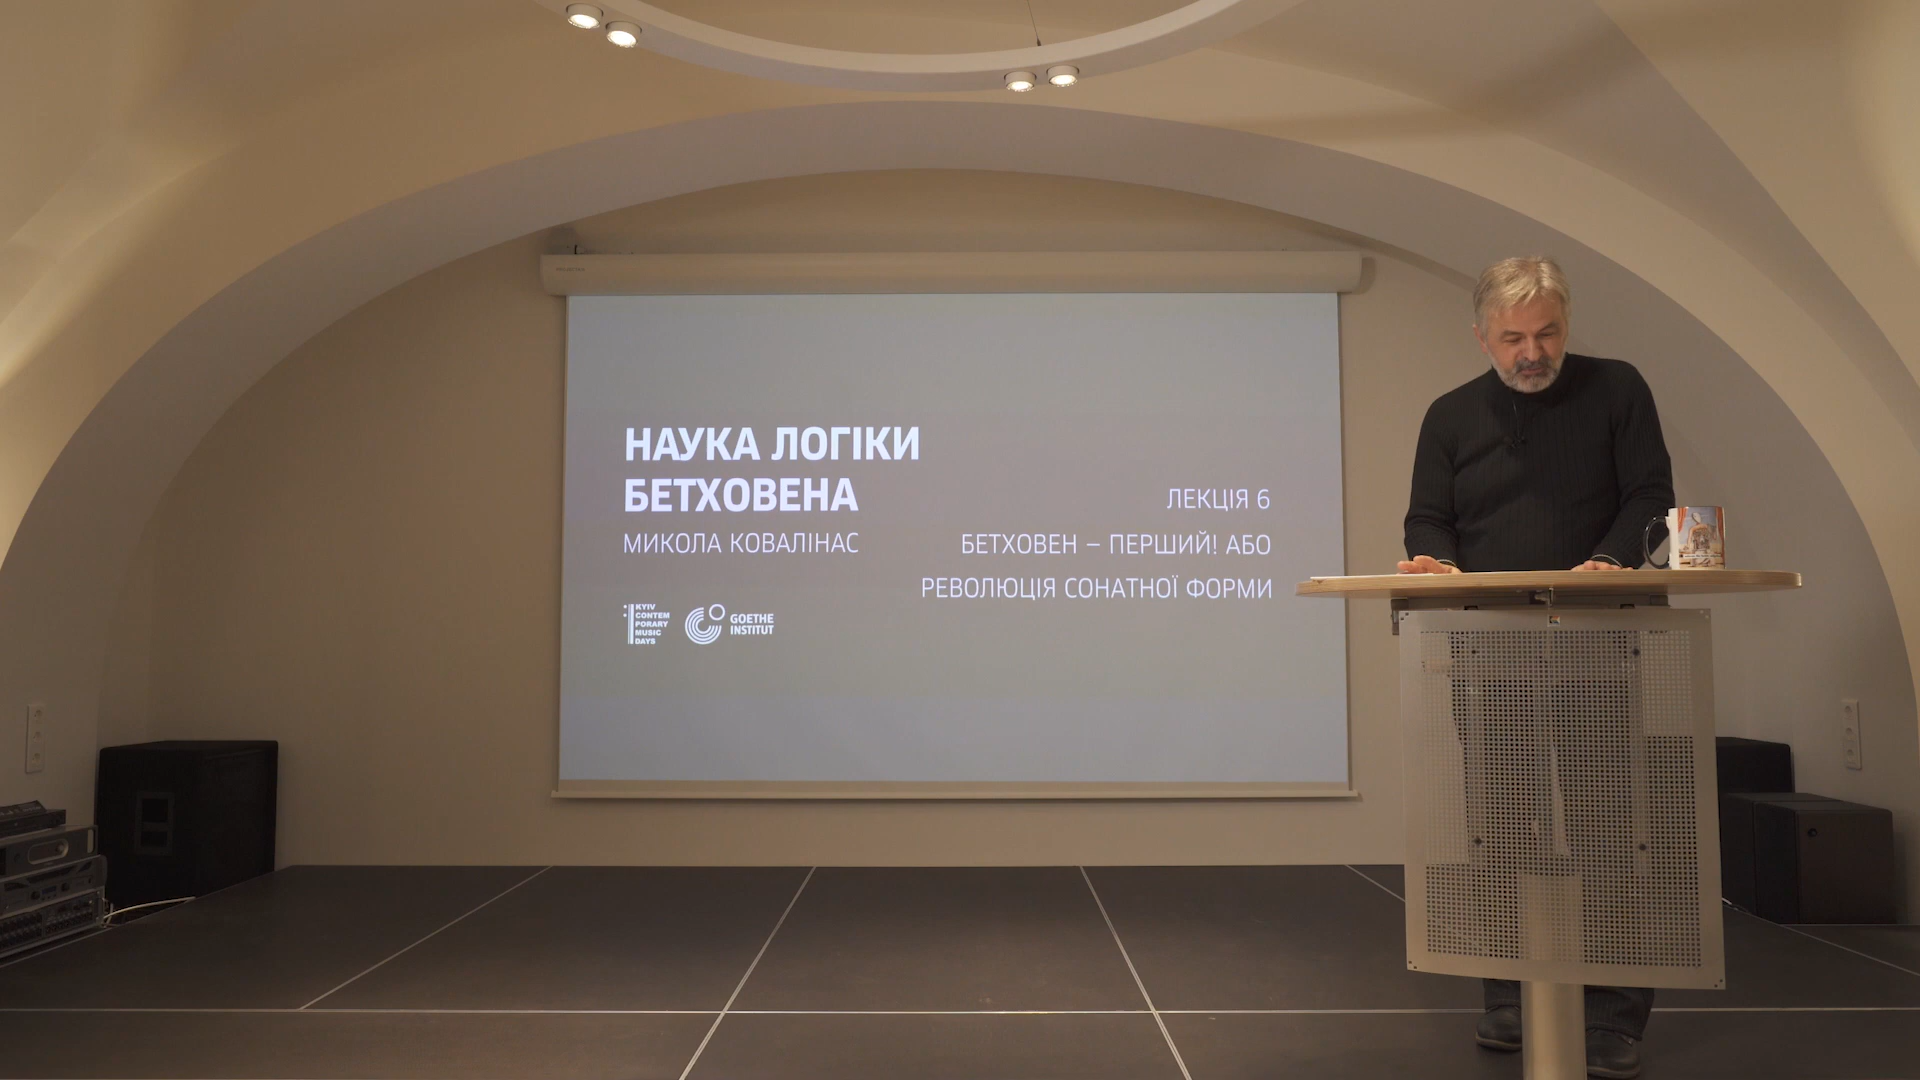 НАУКА ЛОГІКИ
БЕТХОВЕНА
МИКОЛА КОВАЛІНАС
ЛЕКЦІЯ 6
БЕТХОВЕН – ПЕРШИЙ! АБО
РЕВОЛЮЦІЯ СОНАТНОЇ ФОРМИ
KYIV
CONTEM
PORARY
MUSIC
DAYS
GOETHE
INSTITUT